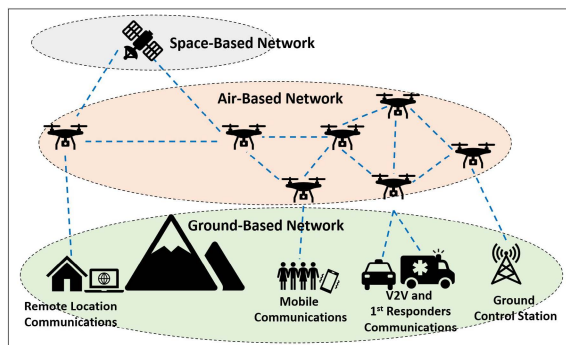 Space-Based Network
Air-Based Network
Ground-Based Network
Remote Location
Communications
Mobile
Communications
V2V and
1st Responders
Communications
Ground
Control Station